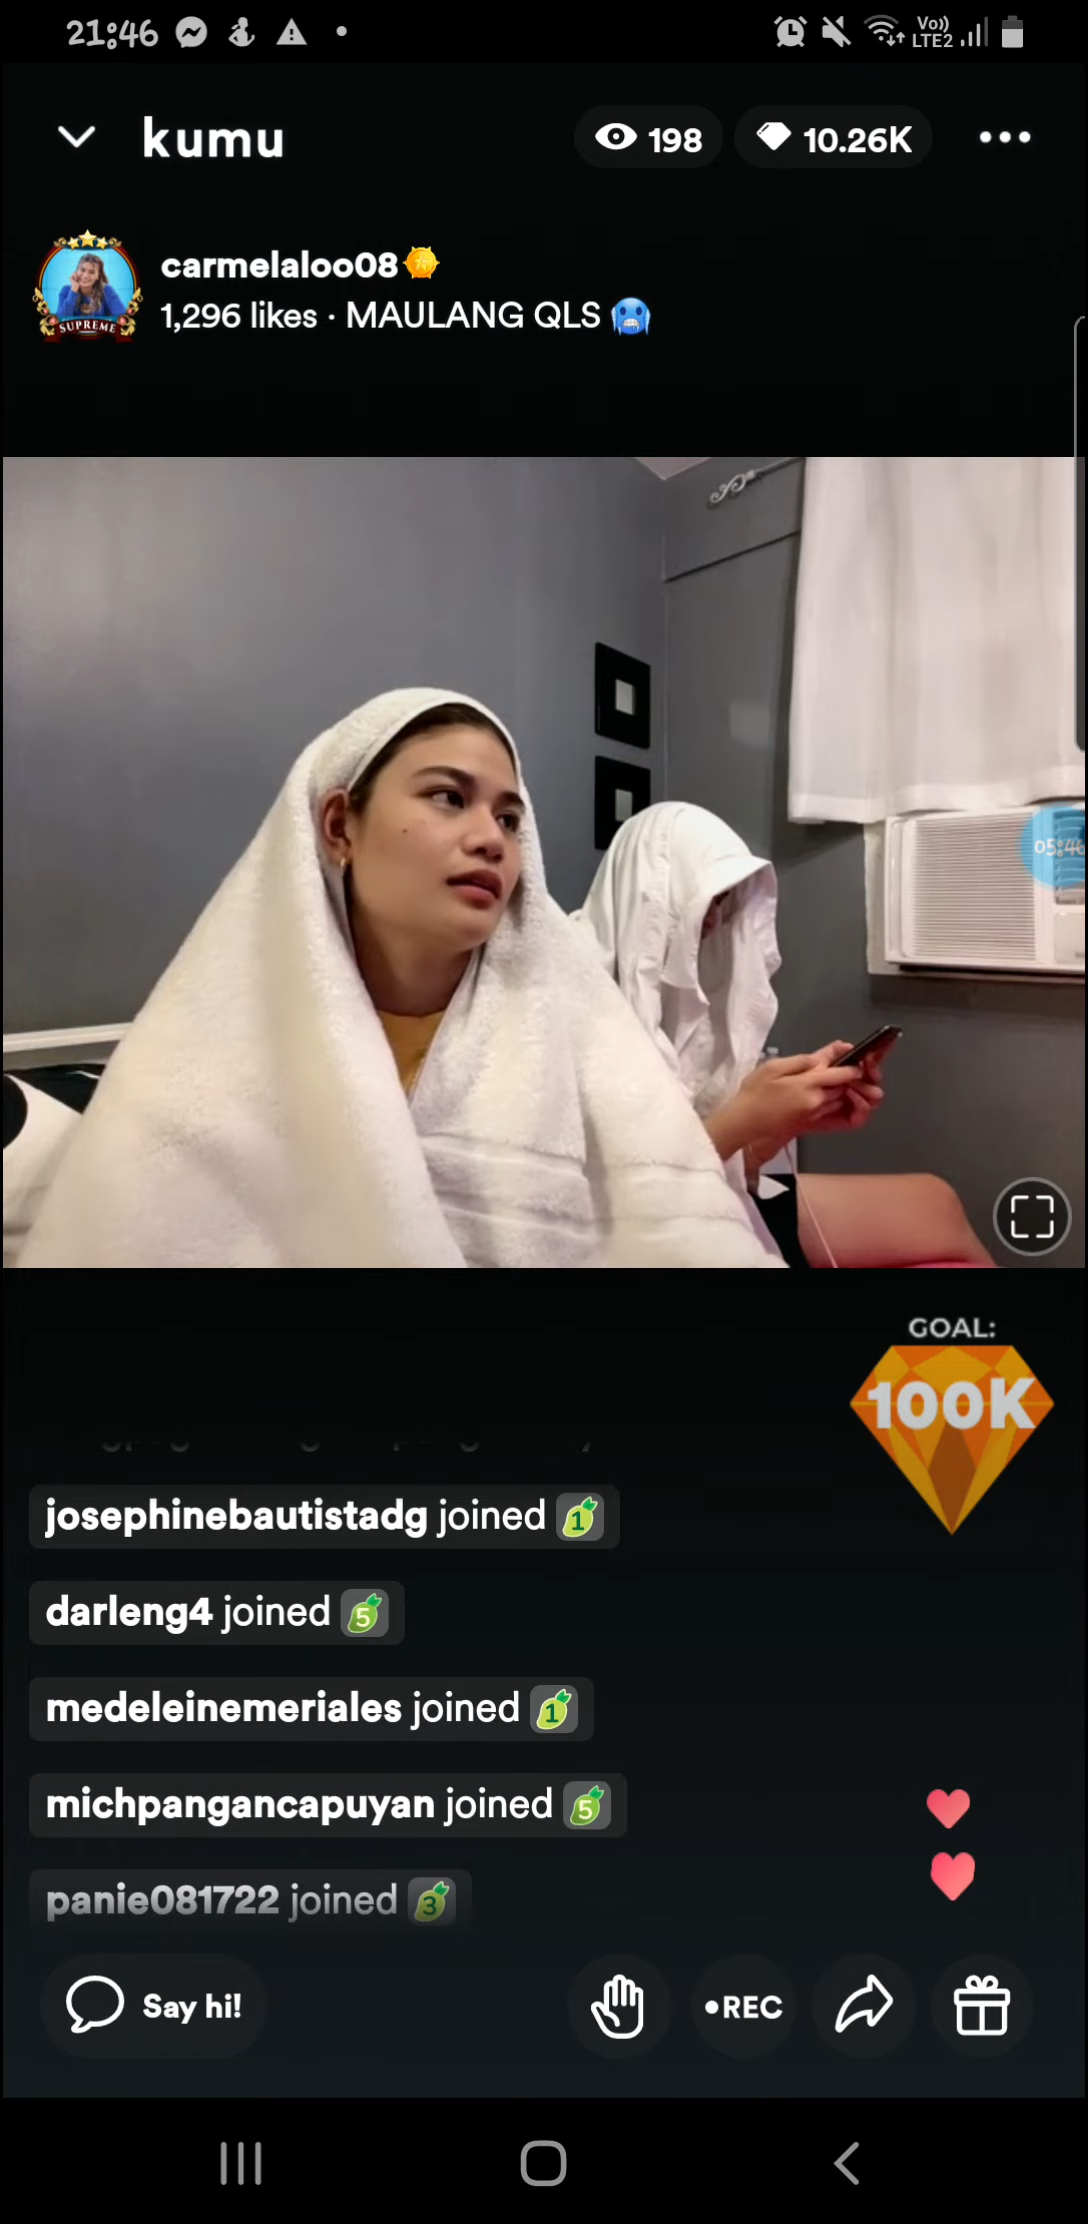 21:46
Vo))
LTE2
kumu
198
10.26K
carmelaloo08
1,296 likes · MAULANG QLS
SUPREME
05:46
GOAL:
100K
josephinebautistadg joined 1
darleng4 joined 5
medeleinemeriales joined 1
michpangancapuyan joined 5
panie081722 joined 3
Say hi!
•REC